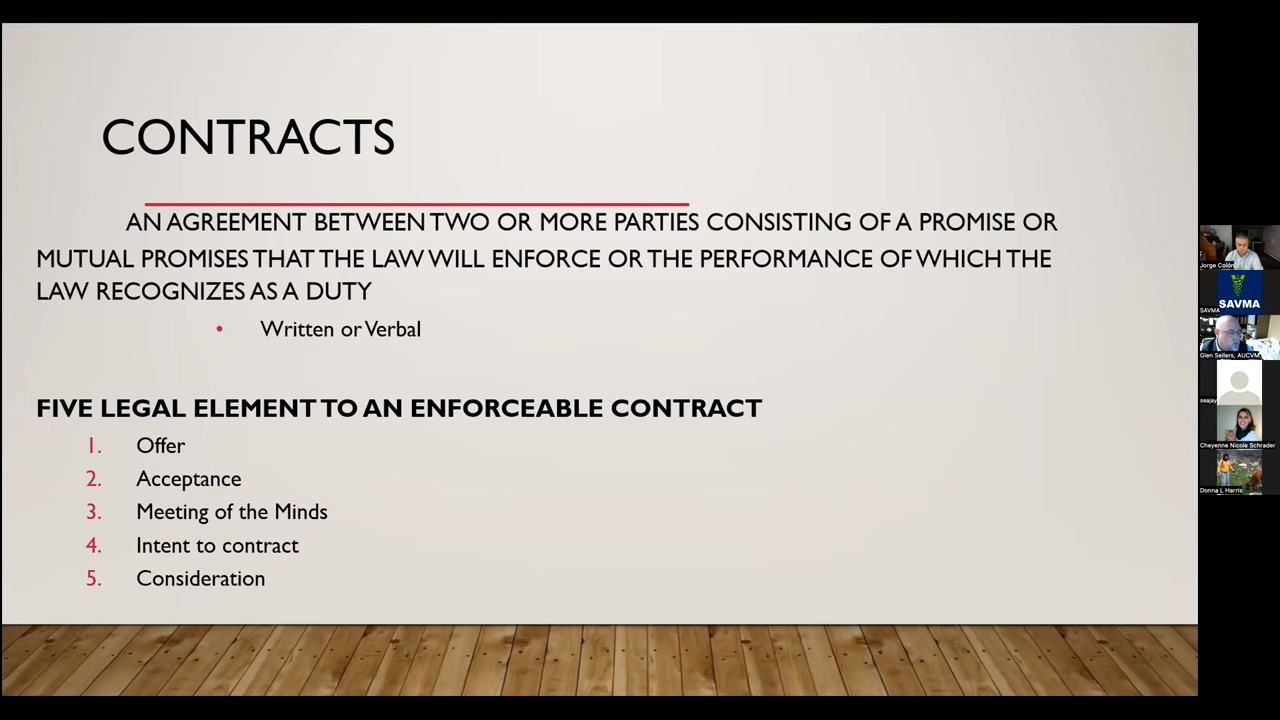 CONTRACTS
AN AGREEMENT BETWEEN TWO OR MORE PARTIES CONSISTING OF A PROMISE OR
MUTUAL PROMISES THAT THE LAW WILL ENFORCE OR THE PERFORMANCE OF WHICH THE
LAW RECOGNIZES AS A DUTY
• Written or Verbal
FIVE LEGAL ELEMENT TO AN ENFORCEABLE CONTRACT
1. Offer
2. Acceptance
3. Meeting of the Minds
4. Intent to contract
5. Consideration
Jorge Colón
SAVMA
SAVMA
Glen Sellers, AUCVM
seajay
Cheyenne Nicole Schrader
Donna L Harris